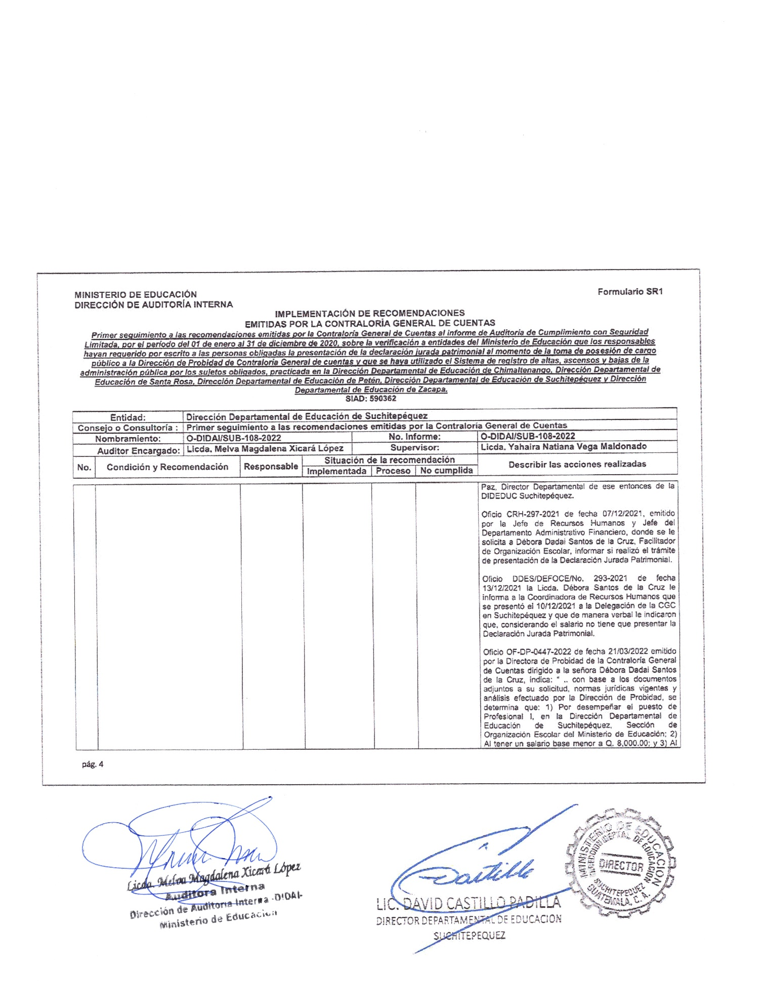 MINISTERIO DE EDUCACIÓN
DIRECCIÓN DE AUDITORÍA INTERNA
Formulario SR1
IMPLEMENTACIÓN DE RECOMENDACIONES
EMITIDAS POR LA CONTRALORÍA GENERAL DE CUENTAS
Primer seguimiento a las recomendaciones emitidas por la Contraloría General de Cuentas al informe de Auditoría de Cumplimiento con Seguridad
Limitada, por el período del 01 de enero al 31 de diciembre de 2020, sobre la verificación a entidades del Ministerio de Educación que los responsables
hayan requerido por escrito a las personas obligadas la presentación de la declaración jurada patrimonial al momento de la toma de posesión de cargo
público a la Dirección de Probidad de Contraloría General de cuentas y que se haya utilizado el Sistema de registro de altas, ascensos y bajas de la
administración pública por los sujetos obligados, practicada en la Dirección Departamental de Educación de Chimaltenango, Dirección Departamental de
Educación de Santa Rosa, Dirección Departamental de Educación de Petén, Dirección Departamental de Educación de Suchitepéquez y Dirección
Departamental de Educación de Zacapa.
SIAD: 590362
Entidad: Dirección Departamental de Educación de Suchitepéquez
Consejo o Consultoría : Primer seguimiento a las recomendaciones emitidas por la Contraloría General de Cuentas
Nombramiento: O-DIDAI/SUB-108-2022 No. Informe: O-DIDAI/SUB-108-2022
Auditor Encargado: Licda. Melva Magdalena Xicará López Supervisor: Licda. Yahaira Natiana Vega Maldonado
No. Condición y Recomendación Responsable Situación de la recomendación Describir las acciones realizadas
Implementada Proceso No cumplida
Paz, Director Departamental de ese entonces de la
DIDEDUC Suchitepéquez.
Oficio CRH-297-2021 de fecha 07/12/2021, emitido
por la Jefe de Recursos Humanos y Jefe del
Departamento Administrativo Financiero, donde se le
solicita a Débora Dadai Santos de la Cruz, Facilitador
de Organización Escolar, informar si realizó el trámite
de presentación de la Declaración Jurada Patrimonial.
Oficio DDES/DEFOCE/No. 293-2021 de fecha
13/12/2021 la Licda. Débora Santos de la Cruz le
informa a la Coordinadora de Recursos Humanos que
se presentó el 10/12/2021 a la Delegación de la CGC
en Suchitepéquez y que de manera verbal le indicaron
que, considerando el salario no tiene que presentar la
Declaración Jurada Patrimonial.
Oficio OF-DP-0447-2022 de fecha 21/03/2022 emitido
por la Directora de Probidad de la Contraloría General
de Cuentas dirigido a la señora Débora Dadai Santos
de la Cruz, indica: " .. con base a los documentos
adjuntos a su solicitud, normas jurídicas vigentes y
análisis efectuado por la Dirección de Probidad, se
determina que: 1) Por desempeñar el puesto de
Profesional I, en la Dirección Departamental de
Educación de Suchitepéquez, Sección de
Organización Escolar del Ministerio de Educación; 2)
Al tener un salario base menor a Q. 8,000.00; y 3) Al
pág. 4
Licda. Melva Magdalena Xicará López
Auditora Interna
Dirección de Auditoría Interna -DIDAI-
Ministerio de Educación
Castillo
LIC. DAVID CASTILLO PADILLA
DIRECTOR DEPARTAMENTAL DE EDUCACION
SUCHITEPEQUEZ
MINISTERIO DE EDUCACION
DIRECCION DEPTAL. DE EDUCACION
DIRECTOR
SUCHITEPEQUEZ
GUATEMALA, C. A.